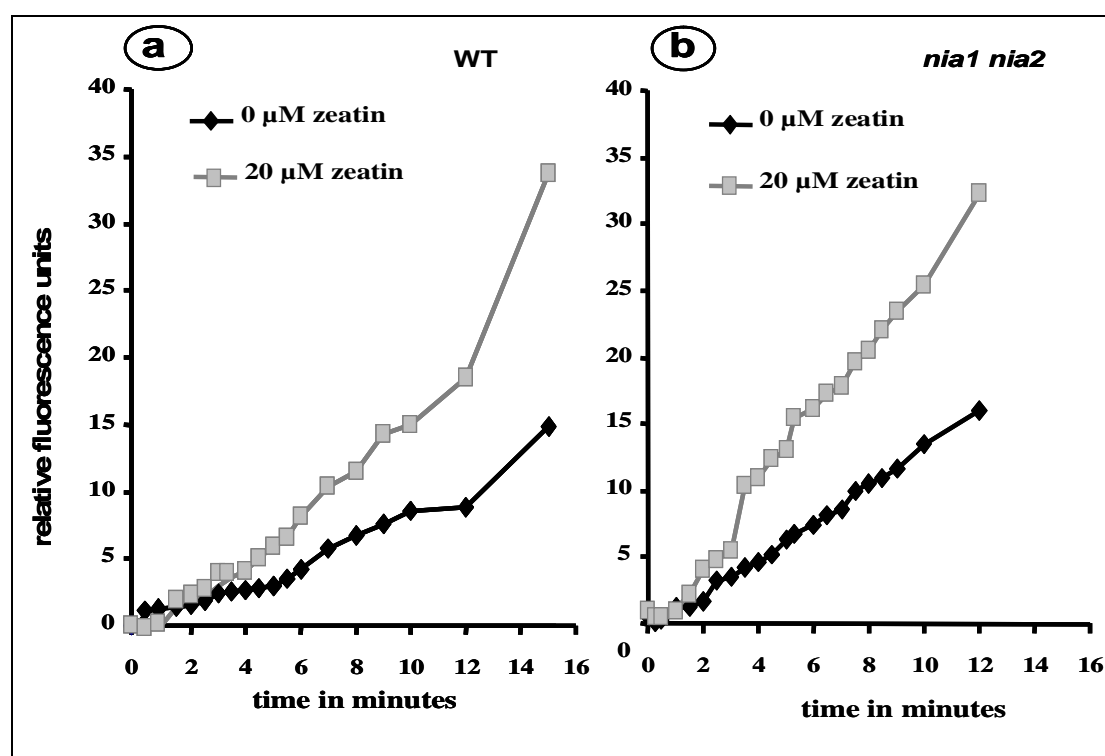 a
WT
0 µM zeatin
20 µM zeatin
40
35
30
25
20
15
10
5
0
relative fluorescence units
0 2 4 6 8 10 12 14 16
time in minutes
b
nia1 nia2
0 µM zeatin
20 µM zeatin
40
35
30
25
20
15
10
5
0
0 2 4 6 8 10 12 14 16
time in minutes